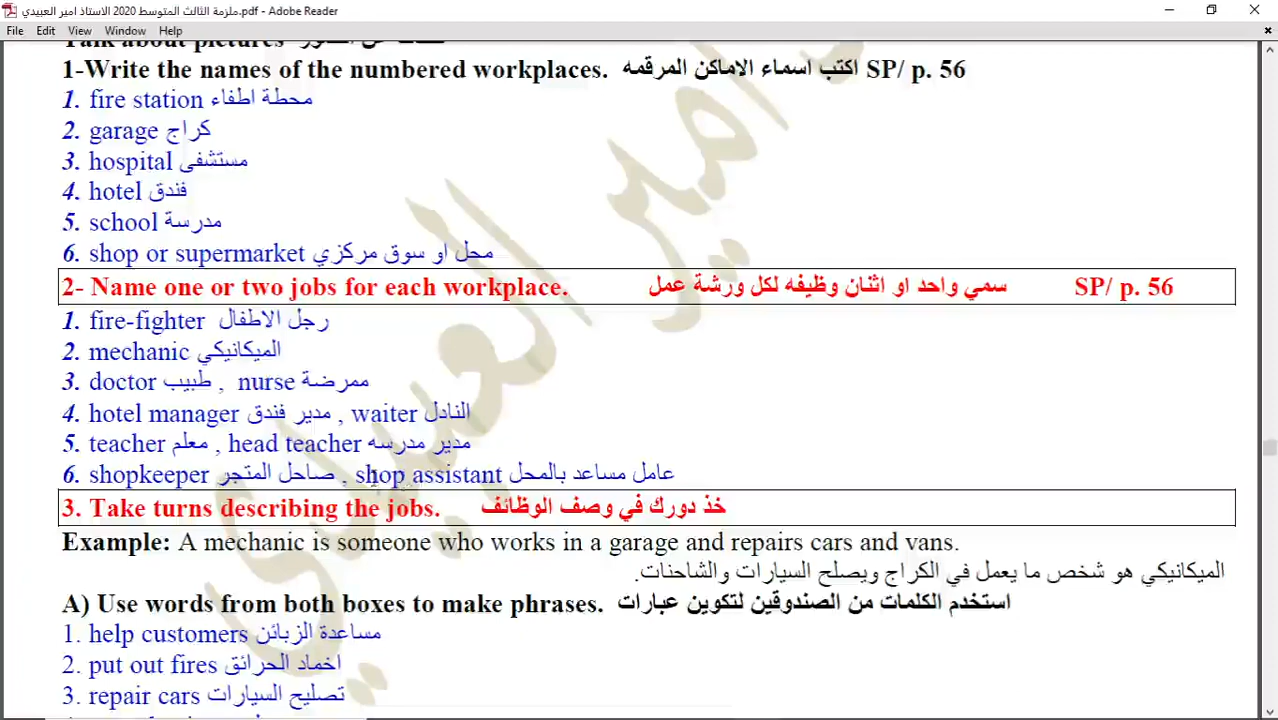 ملزمة الثالث المتوسط 2020 الاستاذ امير العبيدي.pdf - Adobe Reader
File Edit View Window Help
Talk about pictures
1-Write the names of the numbered workplaces. اكتب اسماء الاماكن المرقمه SP/ p. 56
1. fire station محطة اطفاء
2. garage كراج
3. hospital مستشفى
4. hotel فندق
5. school مدرسة
6. shop or supermarket محل او سوق مركزي
2- Name one or two jobs for each workplace. سمي واحد او اثنان وظيفه لكل ورشة عمل SP/ p. 56
1. fire-fighter رجل الاطفال
2. mechanic الميكانيكي
3. doctor طبيب , nurse ممرضة
4. hotel manager مدير فندق , waiter النادل
5. teacher معلم , head teacher مدير مدرسه
6. shopkeeper صاحل المتجر , shop assistant عامل مساعد بالمحل
3. Take turns describing the jobs. خذ دورك في وصف الوظائف
Example: A mechanic is someone who works in a garage and repairs cars and vans.
الميكانيكي هو شخص ما يعمل في الكراج ويصلح السيارات والشاحنات.
A) Use words from both boxes to make phrases. استخدم الكلمات من الصندوقين لتكوين عبارات
1. help customers مساعدة الزبائن
2. put out fires اخماد الحرائق
3. repair cars تصليح السيارات